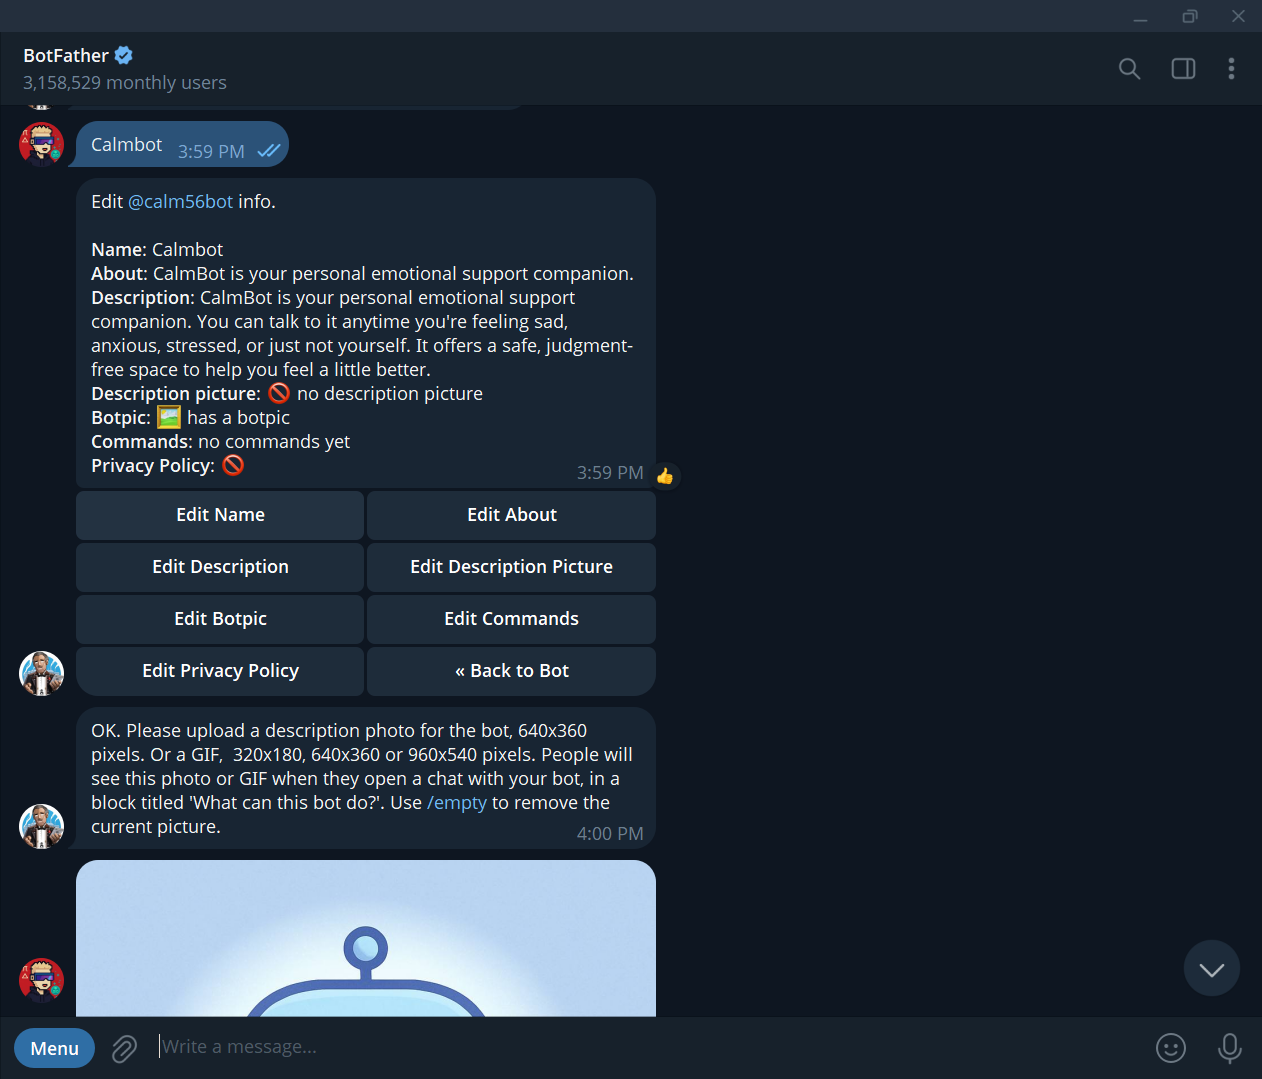 BotFather
3,158,529 monthly users
Calmbot
3:59 PM
Edit @calm56bot info.
Name: Calmbot
About: CalmBot is your personal emotional support companion.
Description: CalmBot is your personal emotional support
companion. You can talk to it anytime you're feeling sad,
anxious, stressed, or just not yourself. It offers a safe, judgment-
free space to help you feel a little better.
Description picture: 🚫 no description picture
Botpic: 🖼️ has a botpic
Commands: no commands yet
Privacy Policy: 🚫
3:59 PM
👍
Edit Name
Edit About
Edit Description
Edit Description Picture
Edit Botpic
Edit Commands
Edit Privacy Policy
« Back to Bot
OK. Please upload a description photo for the bot, 640x360
pixels. Or a GIF,  320x180, 640x360 or 960x540 pixels. People will
see this photo or GIF when they open a chat with your bot, in a
block titled 'What can this bot do?'. Use /empty to remove the
current picture.
4:00 PM
Menu
Write a message...